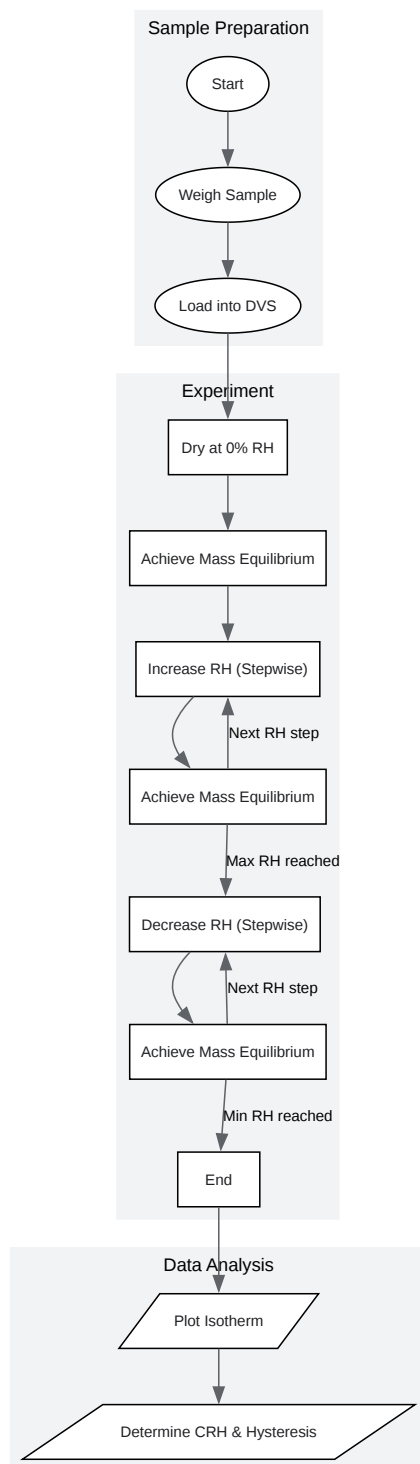 Sample Preparation
Start
Weigh Sample
Load into DVS
Experiment
Dry at 0% RH
Achieve Mass Equilibrium
Increase RH (Stepwise)
Next RH step
Achieve Mass Equilibrium
Max RH reached
Decrease RH (Stepwise)
Next RH step
Achieve Mass Equilibrium
Min RH reached
End
Data Analysis
Plot Isotherm
Determine CRH & Hysteresis